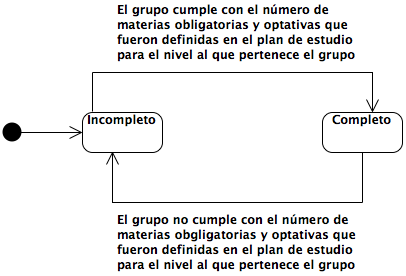 El grupo cumple con el número de
materias obligatorias y optativas que
fueron definidas en el plan de estudio
para el nivel al que pertenece el grupo
Incompleto
Completo
El grupo no cumple con el número de
materias obgligatorias y optativas que
fueron definidas en el plan de estudio
para el nivel al que pertenece el grupo